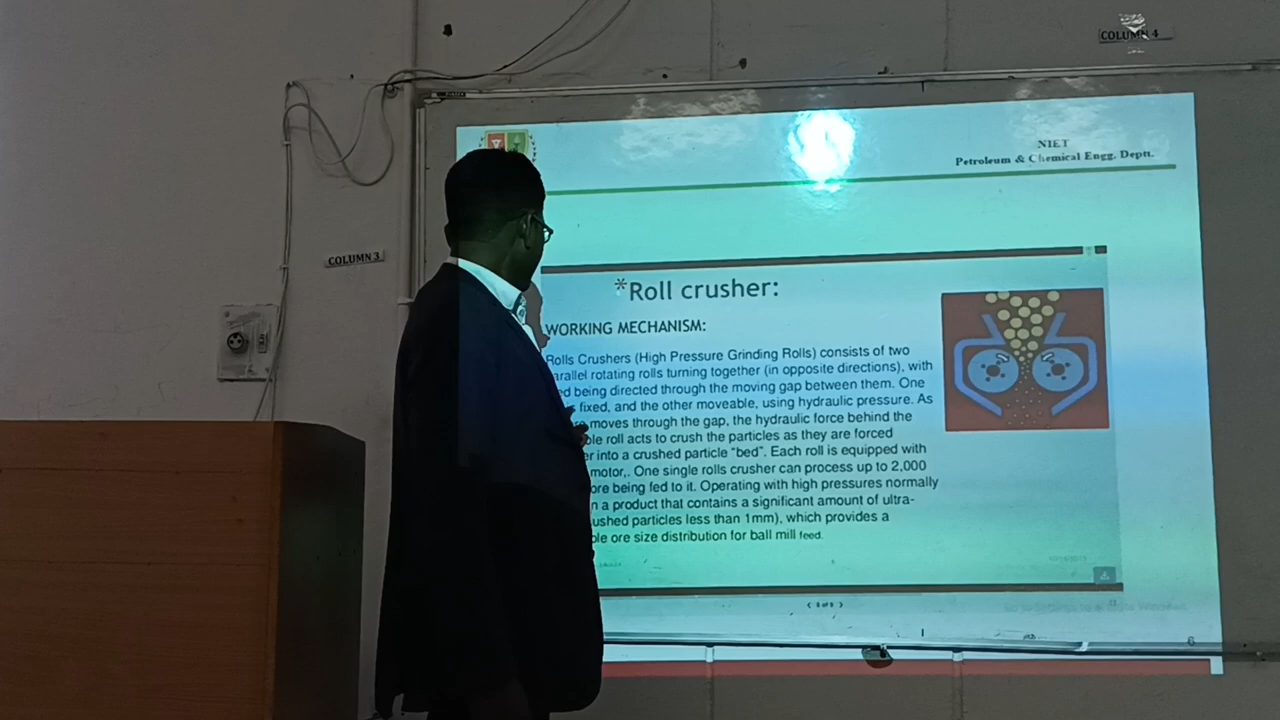 COLUMN 4
NIET
Petroleum & Chemical Engg. Deptt.
COLUMN 3
*Roll crusher:
WORKING MECHANISM:
Rolls Crushers (High Pressure Grinding Rolls) consists of two
arallel rotating rolls turning together (in opposite directions), with
ed being directed through the moving gap between them. One
fixed, and the other moveable, using hydraulic pressure. As
moves through the gap, the hydraulic force behind the
le roll acts to crush the particles as they are forced
er into a crushed particle "bed". Each roll is equipped with
motor,. One single rolls crusher can process up to 2,000
ore being fed to it. Operating with high pressures normally
n a product that contains a significant amount of ultra-
ushed particles less than 1mm), which provides a
le ore size distribution for ball mill feed.
6